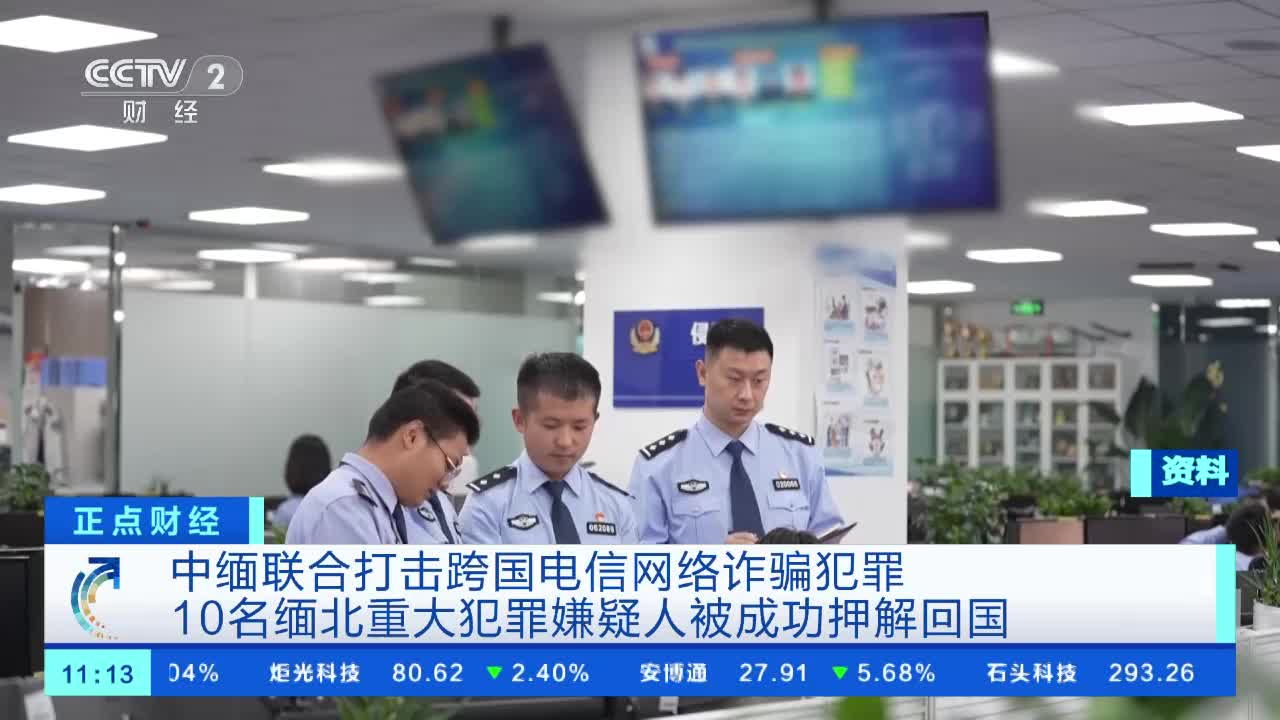 CCTV 2
财 经
侵
020066
062089
资料
正点财经
中缅联合打击跨国电信网络诈骗犯罪
10名缅北重大犯罪嫌疑人被成功押解回国
11:13 04% 炬光科技 80.62 ▼2.40% 安博通 27.91 ▼5.68% 石头科技 293.26